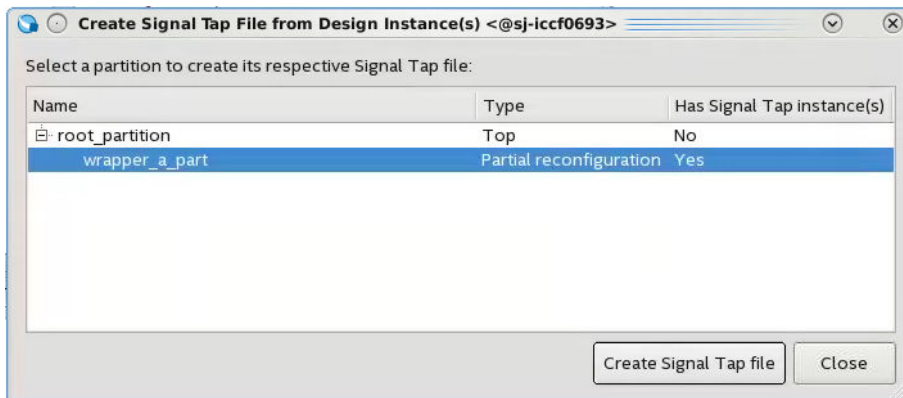 Create Signal Tap File from Design Instance(s) <@sj-iccf0693>
Select a partition to create its respective Signal Tap file:
Name Type Has Signal Tap instance(s)
root_partition Top No
wrapper_a_part Partial reconfiguration Yes
Create Signal Tap file Close